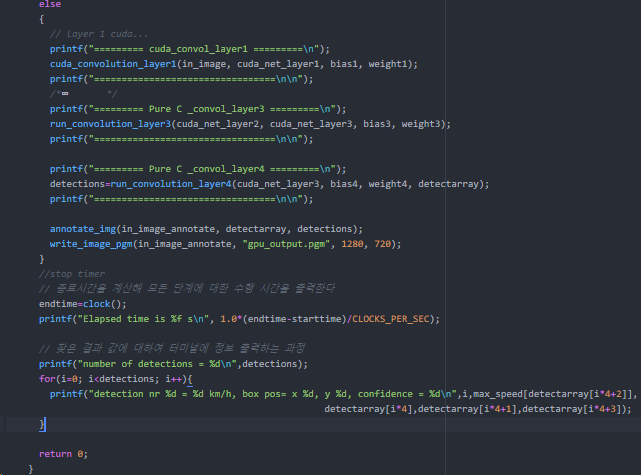 else
{
// layer 1 cuda...
printf("========= cuda_convol_layer1 =========\n");
cuda_convolution_layer1(in_image, cuda_net_layer1, bias1, weight1);
printf("================================\n\n");
/* */
printf("========= Pure C _convol_layer3 =========\n");
run_convolution_layer3(cuda_net_layer2, cuda_net_layer3, bias3, weight3);
printf("================================\n\n");
printf("========= Pure C _convol_layer4 =========\n");
detections=run_convolution_layer4(cuda_net_layer3, bias4, weight4, detectarray);
printf("================================\n\n");
annotate_img(in_image_annotate, detectarray, detections);
write_image_pgm(in_image_annotate, "gpu_output.pgm", 1280, 720);
}
//stop timer
// 종료시간을 계산해 모든 단계에 대한 수행 시간을 출력한다
endtime=clock();
printf("Elapsed time is %f s\n", 1.0*(endtime-starttime)/CLOCKS_PER_SEC);
// 찾은 결과 값에 대하여 터미널에 정보 출력하는 과정
printf("number of detections = %d\n",detections);
for(i=0; i<detections; i++){
printf("detection nr %d = %d km/h, box pos= x %d, y %d, confidence = %d\n",i,max_speed[detectarray[i*4+2]],
detectarray[i*4],detectarray[i*4+1],detectarray[i*4+3]);
}
return 0;
}